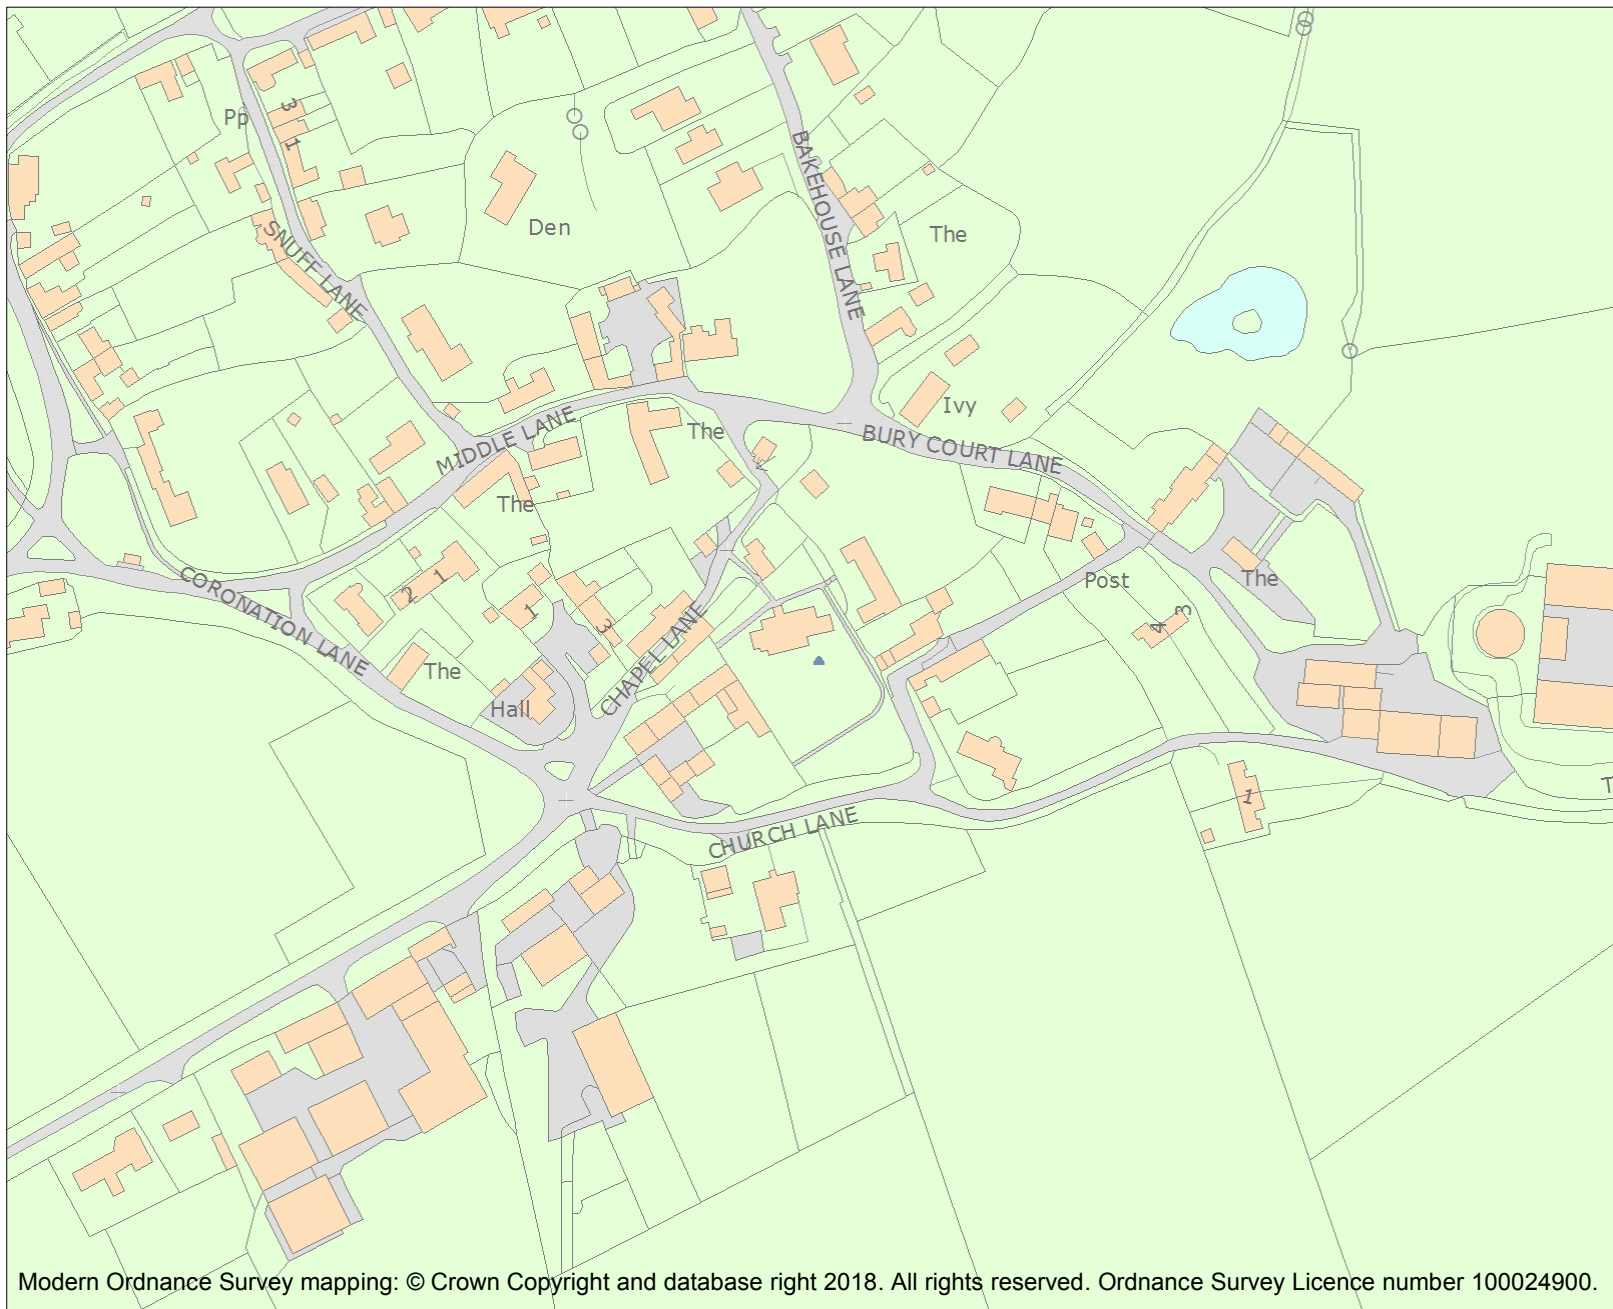 Pp
3
1
SNUFF LANE
Den
BAKEHOUSE LANE
The
MIDDLE LANE
The
Ivy
BURY COURT LANE
The
CORONATION LANE
2
1
1
3
Post
The
4
3
The
Hall
CHAPEL LANE
CHURCH LANE
1
T
Modern Ordnance Survey mapping: © Crown Copyright and database right 2018. All rights reserved. Ordnance Survey Licence number 100024900.